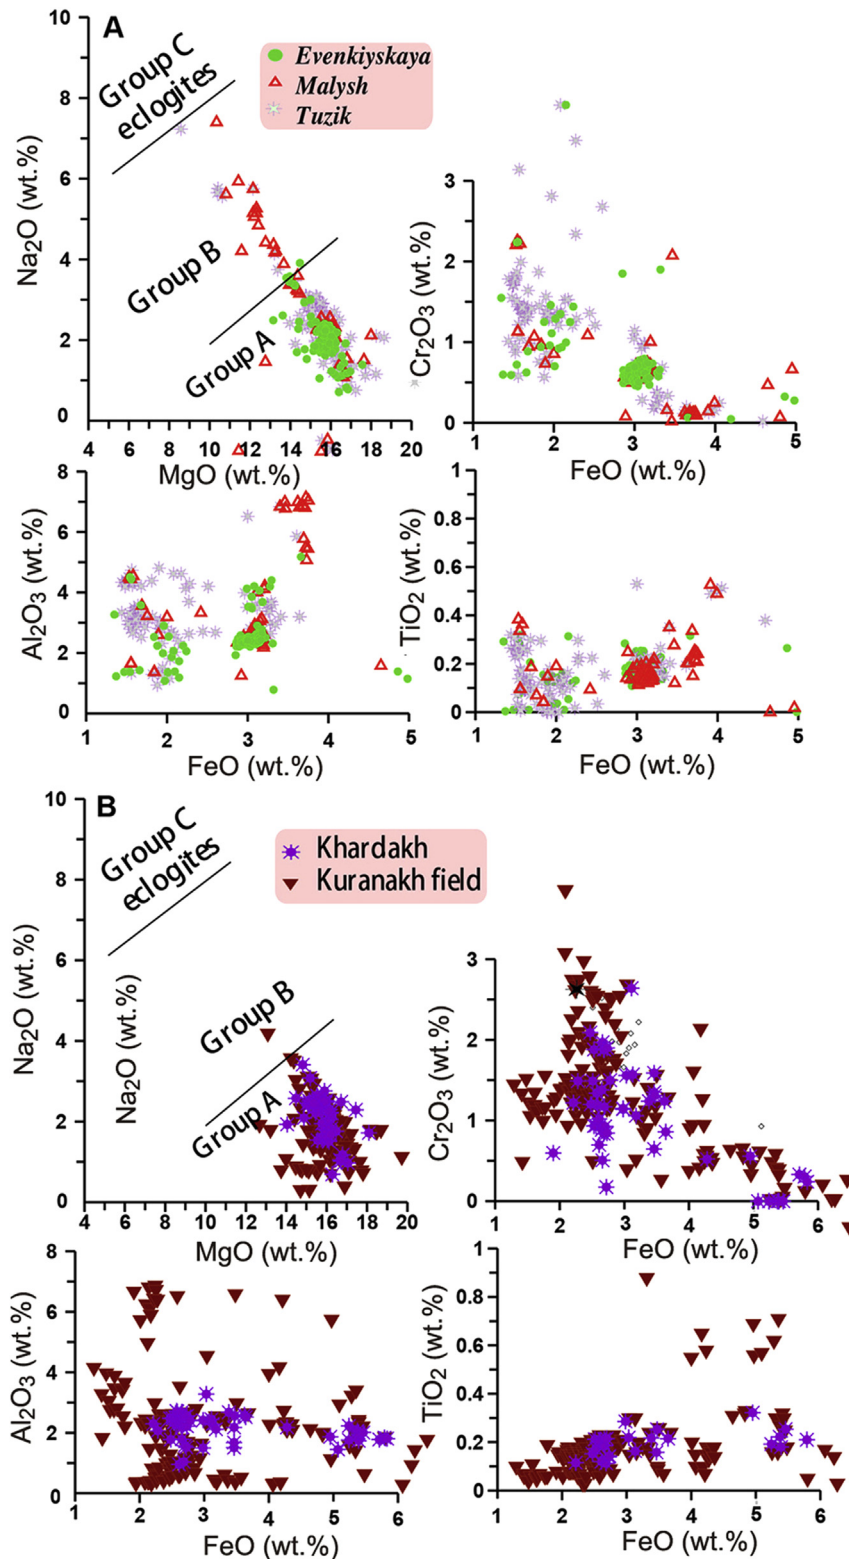 A
10
8
6
4
2
0
Na2O (wt.%)
Group C
eclogites
Group B
Group A
Evenkiyskaya
Malysh
Tuzik
4 6 8 10 12 14 16 18 20
MgO (wt.%)
3
2
1
0
Cr2O3 (wt.%)
1 2 3 4 5
FeO (wt.%)
8
6
4
2
0
Al2O3 (wt.%)
1 2 3 4 5
FeO (wt.%)
1
0.8
0.6
0.4
0.2
0
TiO2 (wt.%)
1 2 3 4 5
FeO (wt.%)
B
10
8
6
4
2
0
Na2O (wt.%)
Na2O (wt.%)
Group C
eclogites
Group B
Group A
Khardakh
Kuranakh field
4 6 8 10 12 14 16 18 20
MgO (wt.%)
3
2
1
0
Cr2O3 (wt.%)
1 2 3 4 5 6
FeO (wt.%)
8
6
4
2
0
Al2O3 (wt.%)
1 2 3 4 5 6
FeO (wt.%)
1
0.8
0.6
0.4
0.2
0
TiO2 (wt.%)
1 2 3 4 5 6
FeO (wt.%)